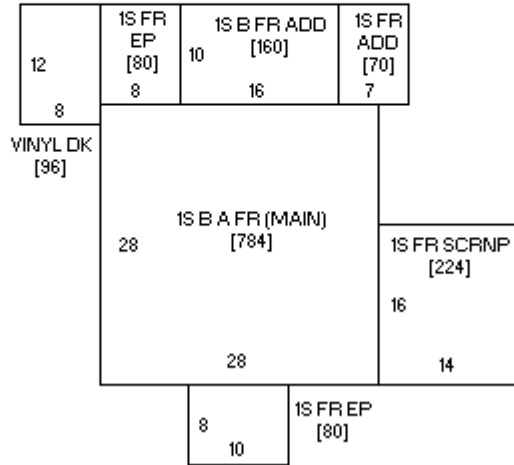 1S FR
EP
[80]
8
1S B FR ADD
[160]
10
16
1S FR
ADD
[70]
7
12
8
VINYL DK
[96]
1S B A FR (MAIN)
[784]
28
28
1S FR SCRNP
[224]
16
14
8
10
1S FR EP
[80]